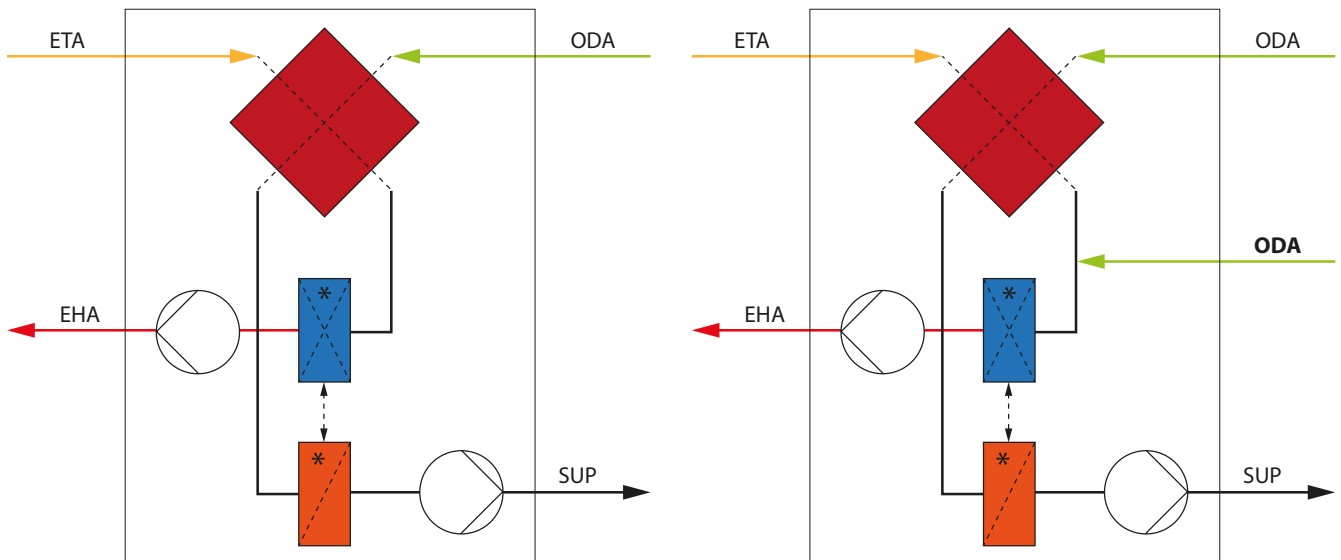 ETA ODA ETA ODA
ODA
* *
EHA EHA
* *
SUP SUP